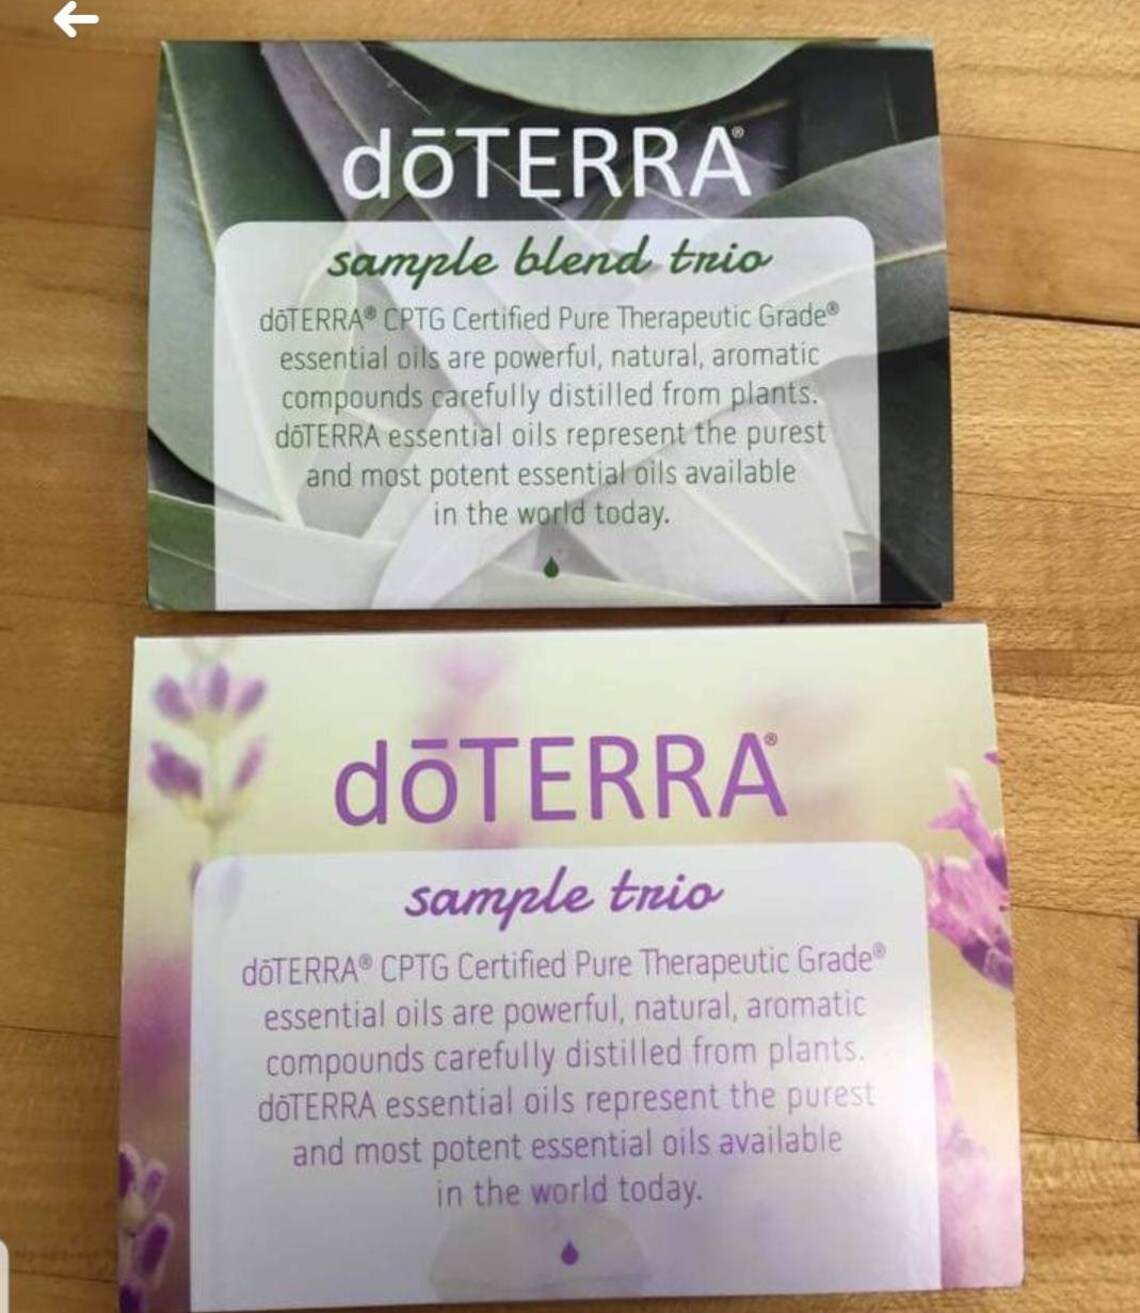 dōTERRA®
sample blend trio
dōTERRA® CPTG Certified Pure Therapeutic Grade®
essential oils are powerful, natural, aromatic
compounds carefully distilled from plants.
dōTERRA essential oils represent the purest
and most potent essential oils available
in the world today.
dōTERRA®
sample trio
dōTERRA® CPTG Certified Pure Therapeutic Grade®
essential oils are powerful, natural, aromatic
compounds carefully distilled from plants.
dōTERRA essential oils represent the purest
and most potent essential oils available
in the world today.